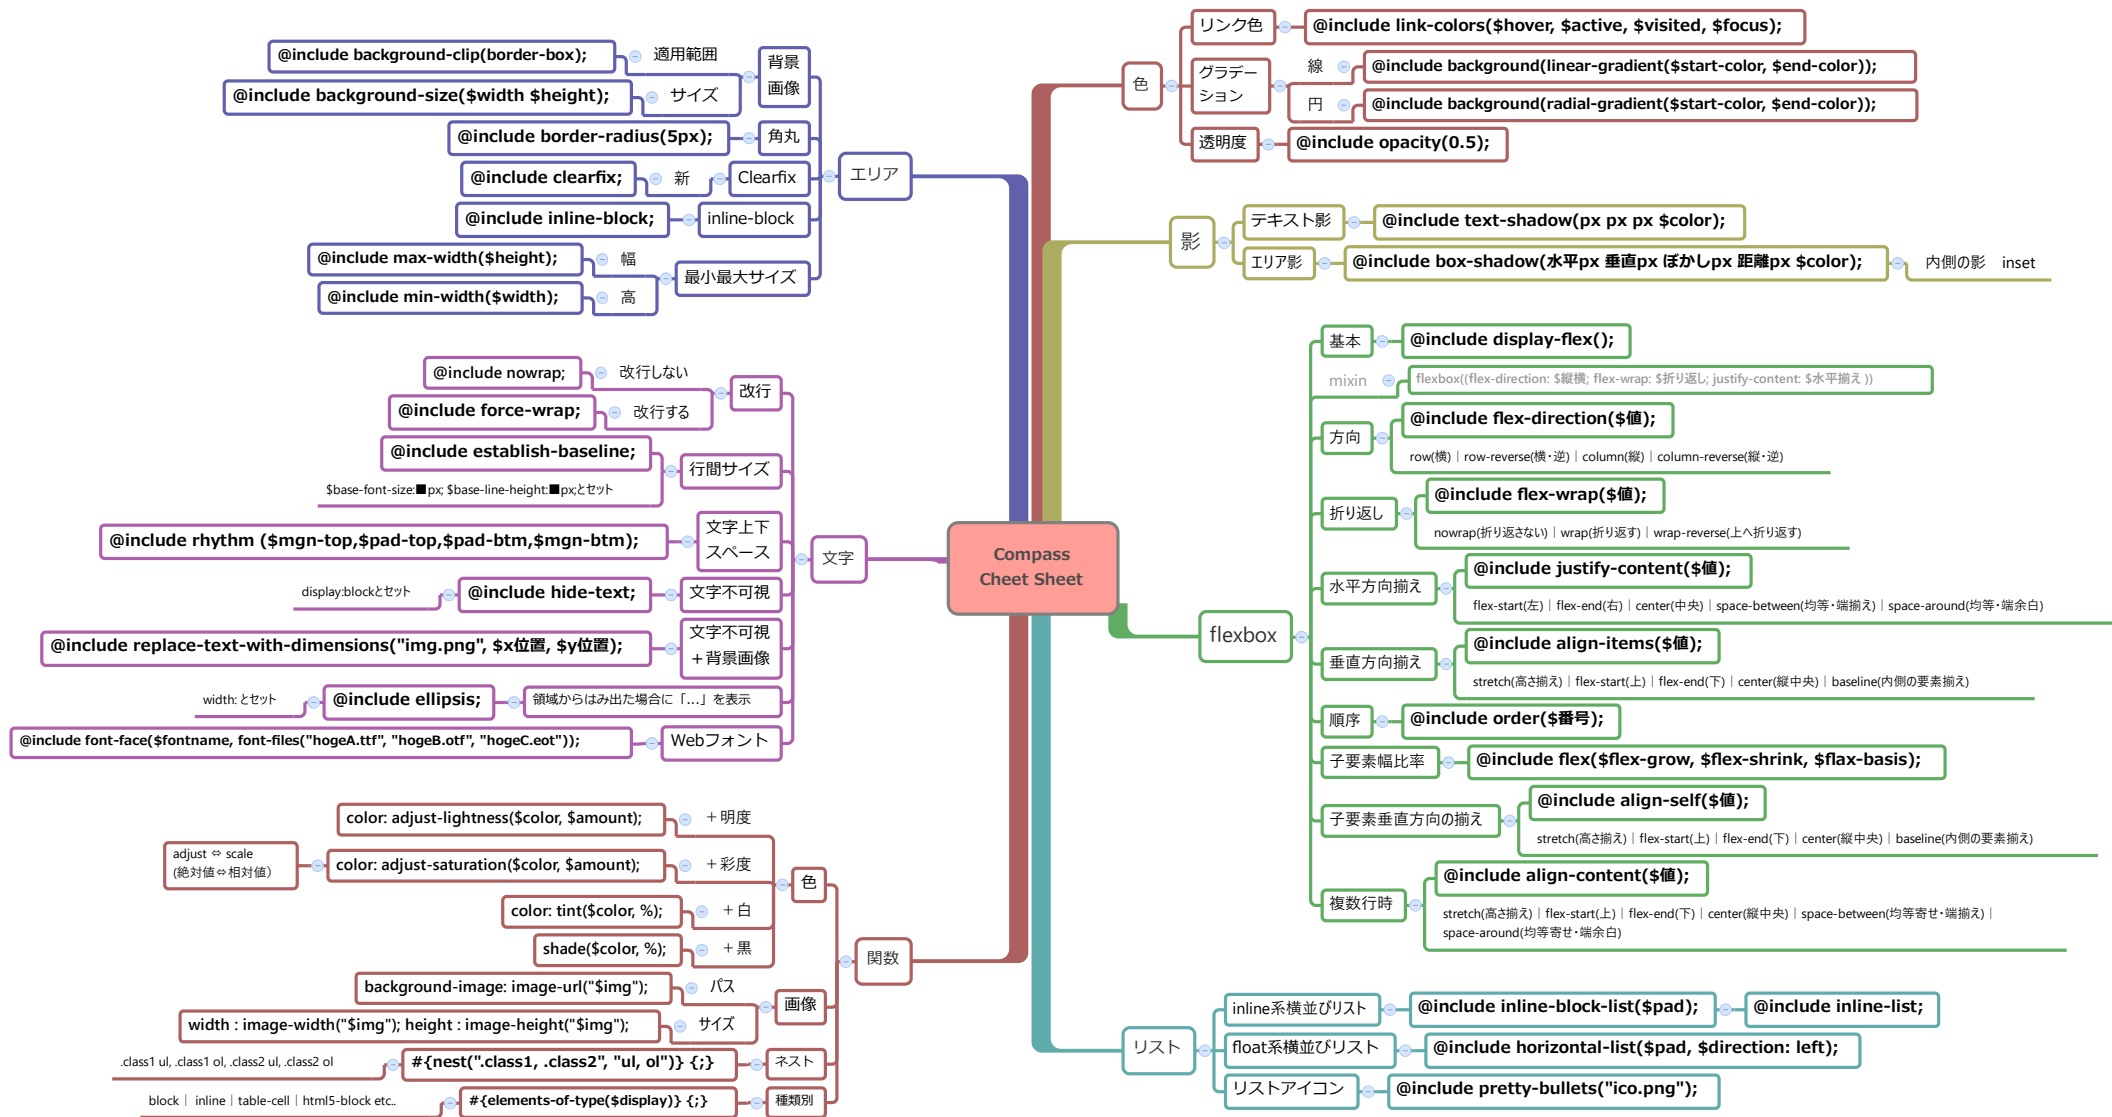 Compass
Cheet Sheet
エリア
背景
画像
適用範囲
@include background-clip(border-box);
サイズ
@include background-size($width $height);
角丸
@include border-radius(5px);
Clearfix
新
@include clearfix;
inline-block
@include inline-block;
最小最大サイズ
幅
@include max-width($height);
高
@include min-width($width);
文字
改行
改行しない
@include nowrap;
改行する
@include force-wrap;
行間サイズ
@include establish-baseline;
$base-font-size:■px; $base-line-height:■px;とセット
文字上下
スペース
@include rhythm ($mgn-top,$pad-top,$pad-btm,$mgn-btm);
文字不可視
@include hide-text;
display:blockとセット
文字不可視
+背景画像
@include replace-text-with-dimensions("img.png", $x位置, $y位置);
領域からはみ出た場合に「...」を表示
@include ellipsis;
width: とセット
Webフォント
@include font-face($fontname, font-files("hogeA.ttf", "hogeB.otf", "hogeC.eot"));
関数
色
+明度
color: adjust-lightness($color, $amount);
+彩度
color: adjust-saturation($color, $amount);
adjust ⇔ scale
(絶対値⇔相対値)
+白
color: tint($color, %);
+黒
shade($color, %);
画像
パス
background-image: image-url("$img");
サイズ
width : image-width("$img"); height : image-height("$img");
ネスト
#{nest(".class1, .class2", "ul, ol")} {;}
.class1 ul, .class1 ol, .class2 ul, .class2 ol
種類別
#{elements-of-type($display)} {;}
block | inline | table-cell | html5-block etc..
色
リンク色
@include link-colors($hover, $active, $visited, $focus);
グラデー
ション
線
@include background(linear-gradient($start-color, $end-color));
円
@include background(radial-gradient($start-color, $end-color));
透明度
@include opacity(0.5);
影
テキスト影
@include text-shadow(px px px $color);
エリア影
@include box-shadow(水平px 垂直px ぼかしpx 距離px $color);
内側の影 inset
flexbox
基本
@include display-flex();
mixin
flexbox((flex-direction: $縦横; flex-wrap: $折り返し; justify-content: $水平揃え ))
方向
@include flex-direction($値);
row(横) | row-reverse(横・逆) | column(縦) | column-reverse(縦・逆)
折り返し
@include flex-wrap($値);
nowrap(折り返さない) | wrap(折り返す) | wrap-reverse(上へ折り返す)
水平方向揃え
@include justify-content($値);
flex-start(左) | flex-end(右) | center(中央) | space-between(均等・端揃え) | space-around(均等・端余白)
垂直方向揃え
@include align-items($値);
stretch(高さ揃え) | flex-start(上) | flex-end(下) | center(縦中央) | baseline(内側の要素揃え)
順序
@include order($番号);
子要素幅比率
@include flex($flex-grow, $flex-shrink, $flax-basis);
子要素垂直方向の揃え
@include align-self($値);
stretch(高さ揃え) | flex-start(上) | flex-end(下) | center(縦中央) | baseline(内側の要素揃え)
複数行時
@include align-content($値);
stretch(高さ揃え) | flex-start(上) | flex-end(下) | center(縦中央) | space-between(均等寄せ・端揃え) |
space-around(均等寄せ・端余白)
リスト
inline系横並びリスト
@include inline-block-list($pad);
@include inline-list;
float系横並びリスト
@include horizontal-list($pad, $direction: left);
リストアイコン
@include pretty-bullets("ico.png");